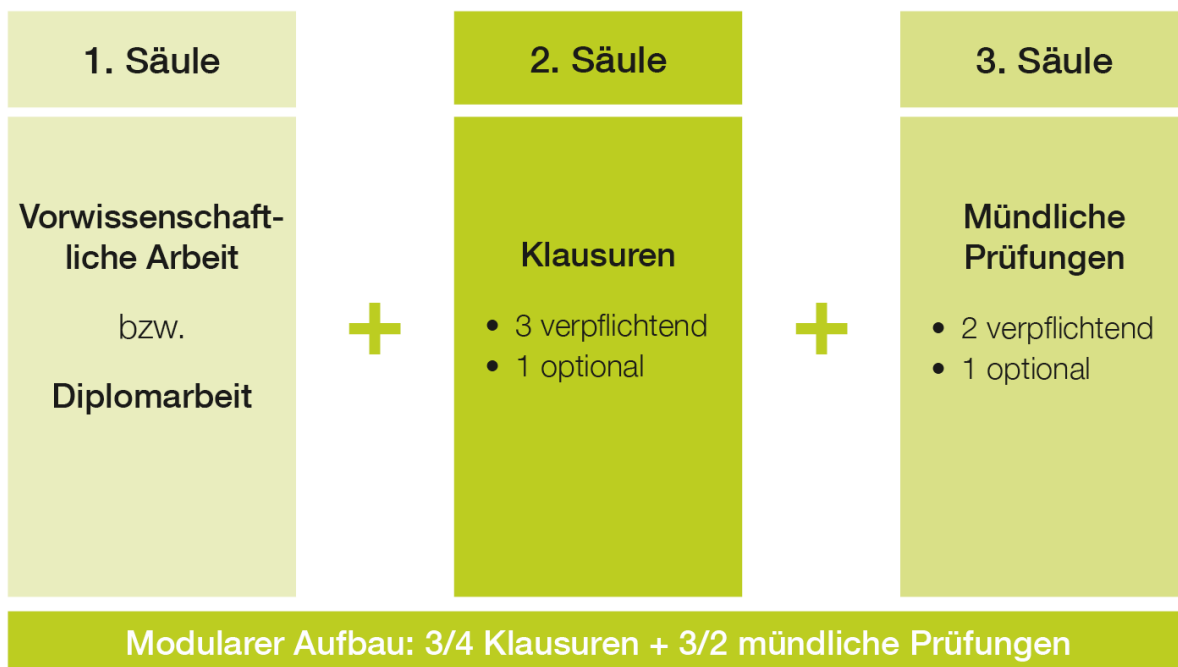 1. Säule
Vorwissenschaft-
liche Arbeit
bzw.
Diplomarbeit
+
2. Säule
Klausuren
• 3 verpflichtend
• 1 optional
+
3. Säule
Mündliche
Prüfungen
• 2 verpflichtend
• 1 optional
Modularer Aufbau: 3/4 Klausuren + 3/2 mündliche Prüfungen